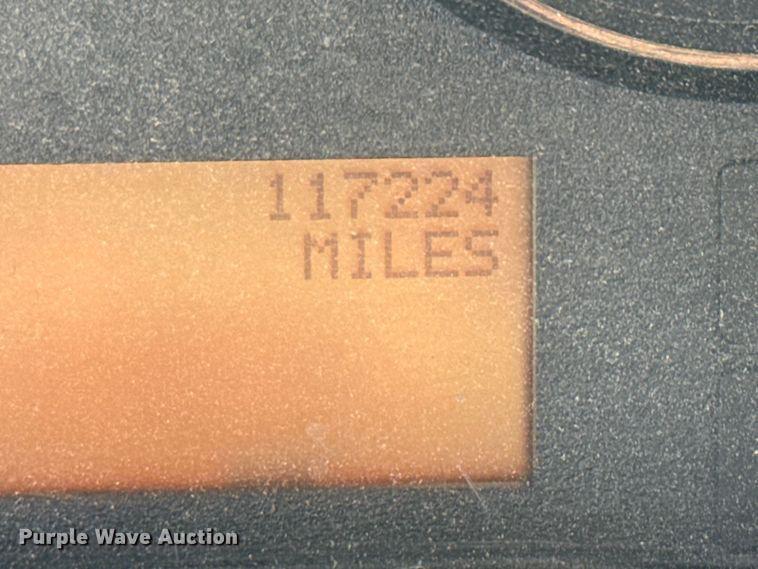 117224
MILES
Purple Wave Auction